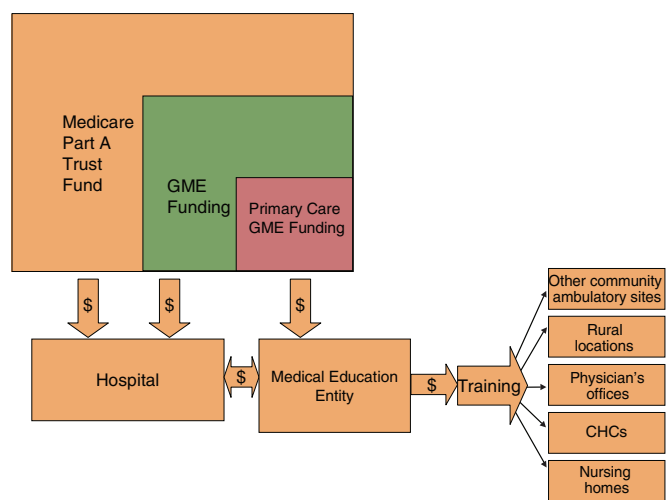 Medicare
Part A
Trust
Fund
GME
Funding
Primary Care
GME Funding
$
$
$
Hospital
$
Medical Education
Entity
$
Training
Other community
ambulatory sites
Rural
locations
Physician's
offices
CHCs
Nursing
homes